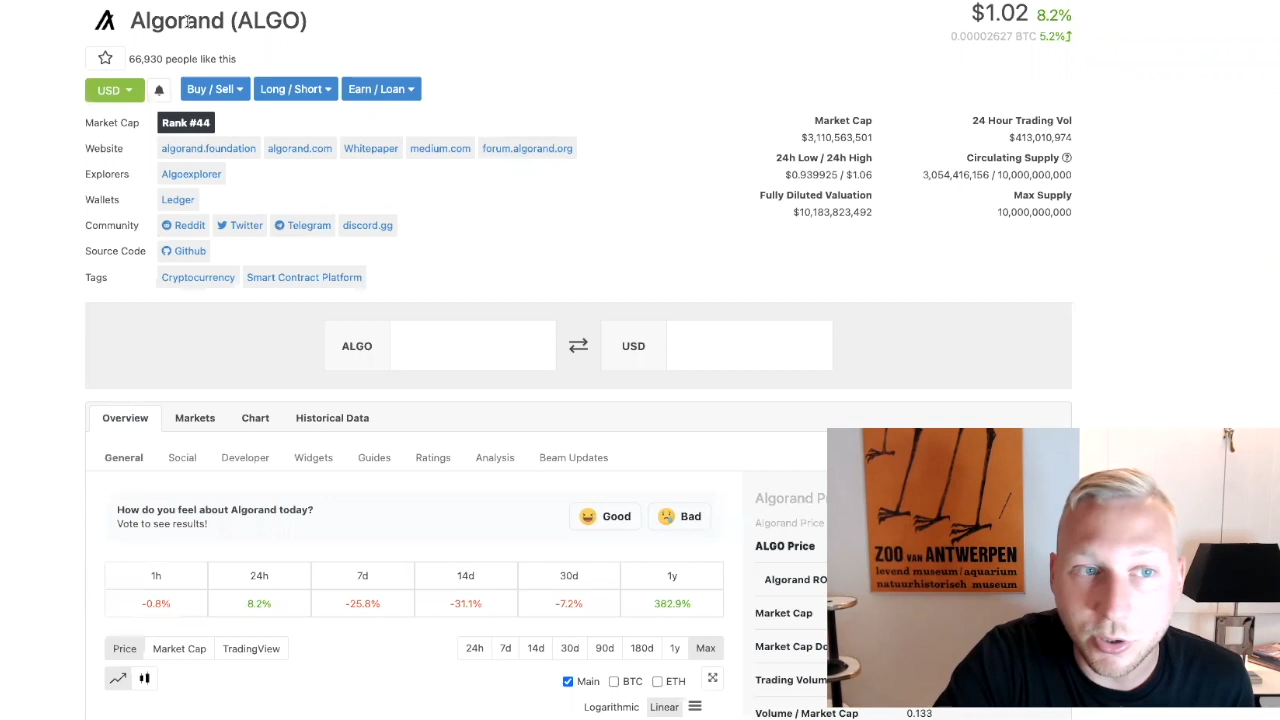 Algorand (ALGO)
$1.02 8.2%
0.00002627 BTC 5.2%
66,930 people like this
USD
Buy / Sell
Long / Short
Earn / Loan
Market Cap Rank #44
Website algorand.foundation algorand.com Whitepaper medium.com forum.algorand.org
Explorers Algoexplorer
Wallets Ledger
Community Reddit Twitter Telegram discord.gg
Source Code Github
Tags Cryptocurrency Smart Contract Platform
Market Cap 24 Hour Trading Vol
$3,110,563,501 $413,010,974
24h Low / 24h High Circulating Supply
$0.939925 / $1.06 3,054,416,156 / 10,000,000,000
Fully Diluted Valuation Max Supply
$10,183,823,492 10,000,000,000
ALGO USD
Overview Markets Chart Historical Data
General Social Developer Widgets Guides Ratings Analysis Beam Updates
How do you feel about Algorand today?
Vote to see results!
Good Bad
1h 24h 7d 14d 30d 1y
-0.8% 8.2% -25.8% -31.1% -7.2% 382.9%
Price Market Cap TradingView
24h 7d 14d 30d 90d 180d 1y Max
Main BTC ETH
Logarithmic Linear
Algorand
Algorand Price
ALGO Price
Algorand
Market Cap
Market Cap
Trading
Volume / Market Cap 0.133
ZOO VAN ANTWERPEN
levend museum/aquarium
natuurhistorisch museum